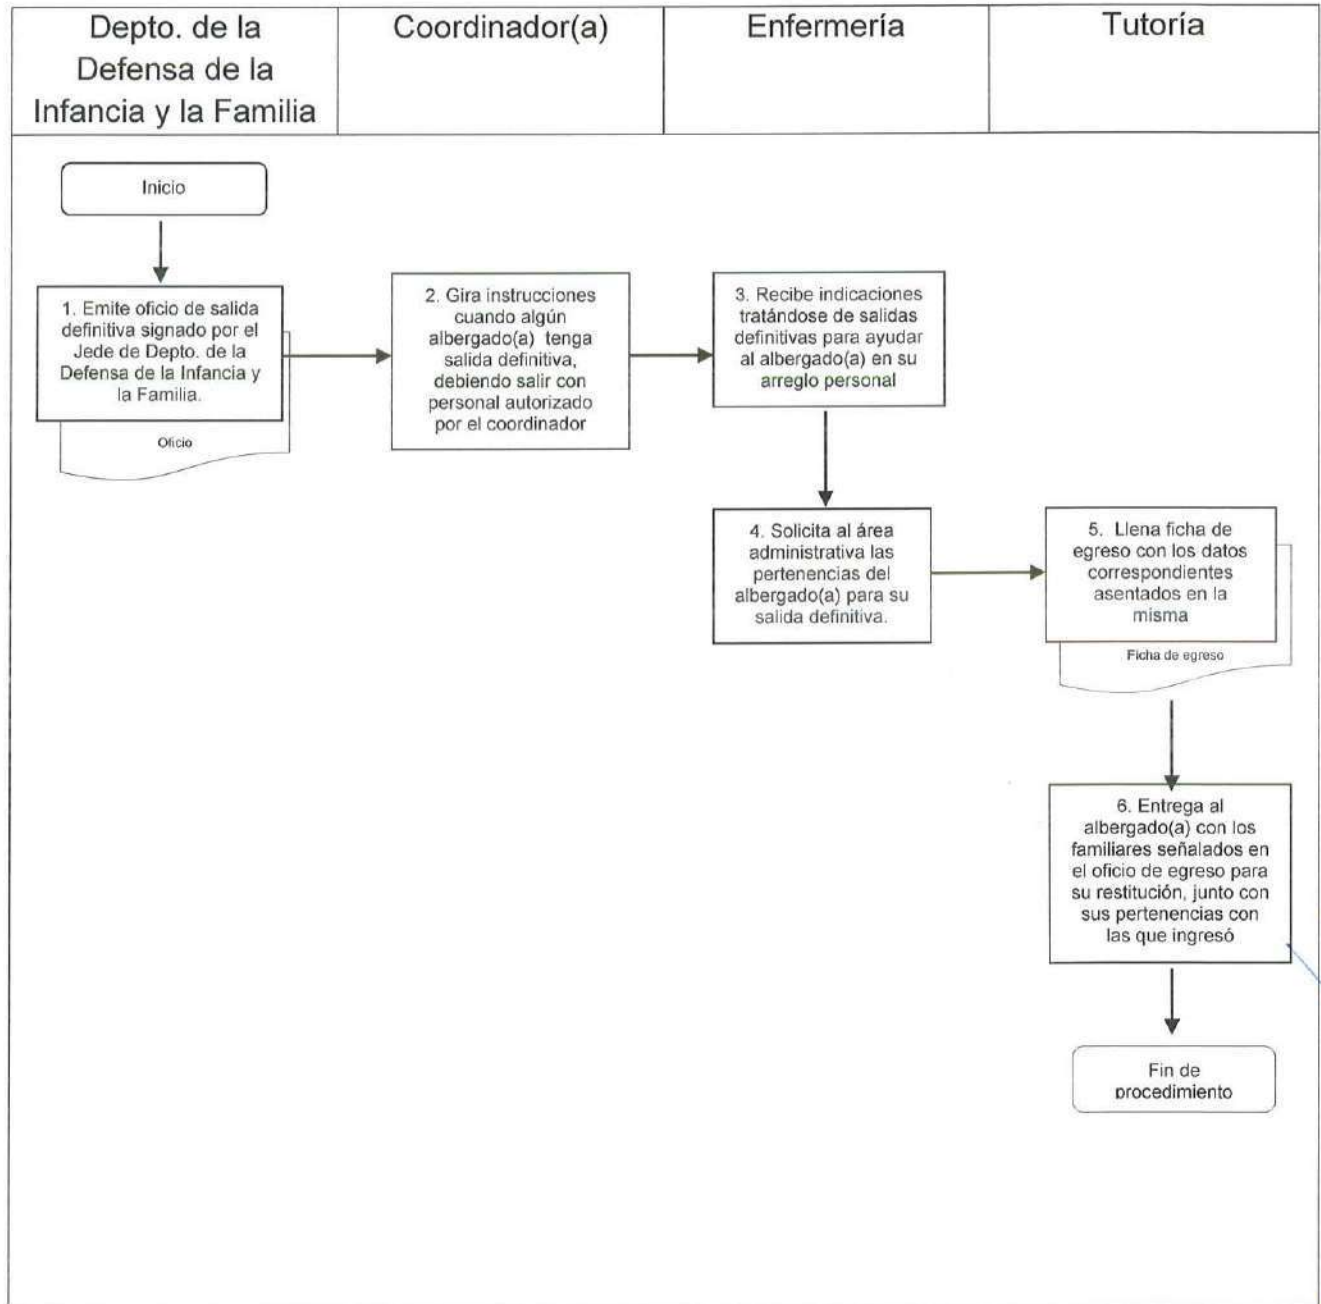 Depto. de la
Defensa de la
Infancia y la Familia
Coordinador(a)
Enfermería
Tutoría
Inicio
1. Emite oficio de salida
definitiva signado por el
Jede de Depto. de la
Defensa de la Infancia y
la Familia.
Oficio
2. Gira instrucciones
cuando algún
albergado(a) tenga
salida definitiva,
debiendo salir con
personal autorizado
por el coordinador
3. Recibe indicaciones
tratándose de salidas
definitivas para ayudar
al albergado(a) en su
arreglo personal
4. Solicita al área
administrativa las
pertenencias del
albergado(a) para su
salida definitiva.
5. Llena ficha de
egreso con los datos
correspondientes
asentados en la
misma
Ficha de egreso
6. Entrega al
albergado(a) con los
familiares señalados en
el oficio de egreso para
su restitución, junto con
sus pertenencias con
las que ingresó
Fin de
procedimiento